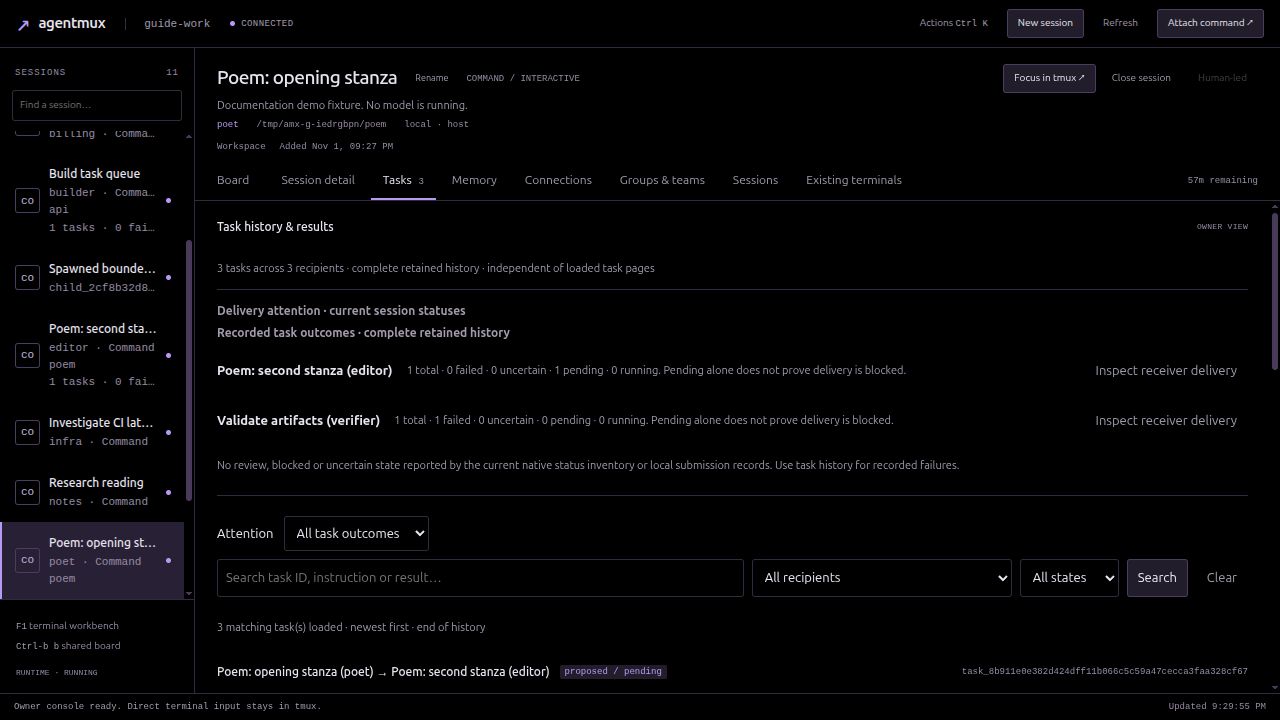 agentmux guide-work CONNECTED Actions Ctrl K New session Refresh Attach command ↗
SESSIONS 11
Find a session…
billing · Comma…
Build task queue
builder · Comma…
api
1 tasks · 0 fai…
CO
Spawned bounde…
child_2cf8b32d8…
CO
Poem: second sta…
editor · Command
poem
1 tasks · 0 fai…
CO
Investigate CI lat…
infra · Command
CO
Research reading
notes · Command
CO
Poem: opening st…
poet · Command
poem
CO
F1 terminal workbench
Ctrl-b b shared board
RUNTIME · RUNNING
Poem: opening stanza Rename COMMAND / INTERACTIVE Focus in tmux ↗ Close session Human-led
Documentation demo fixture. No model is running.
poet /tmp/amx-g-iedrgbpn/poem local · host
Workspace Added Nov 1, 09:27 PM
Board Session detail Tasks 3 Memory Connections Groups & teams Sessions Existing terminals 57m remaining
Task history & results OWNER VIEW
3 tasks across 3 recipients · complete retained history · independent of loaded task pages
Delivery attention · current session statuses
Recorded task outcomes · complete retained history
Poem: second stanza (editor) 1 total · 0 failed · 0 uncertain · 1 pending · 0 running. Pending alone does not prove delivery is blocked. Inspect receiver delivery
Validate artifacts (verifier) 1 total · 1 failed · 0 uncertain · 0 pending · 0 running. Pending alone does not prove delivery is blocked. Inspect receiver delivery
No review, blocked or uncertain state reported by the current native status inventory or local submission records. Use task history for recorded failures.
Attention All task outcomes
Search task ID, instruction or result… All recipients All states Search Clear
3 matching task(s) loaded · newest first · end of history
Poem: opening stanza (poet) → Poem: second stanza (editor) proposed / pending task_8b911e0e382d424dff11b066c5c59a47cecca3faa328cf67
Owner console ready. Direct terminal input stays in tmux. Updated 9:29:55 PM